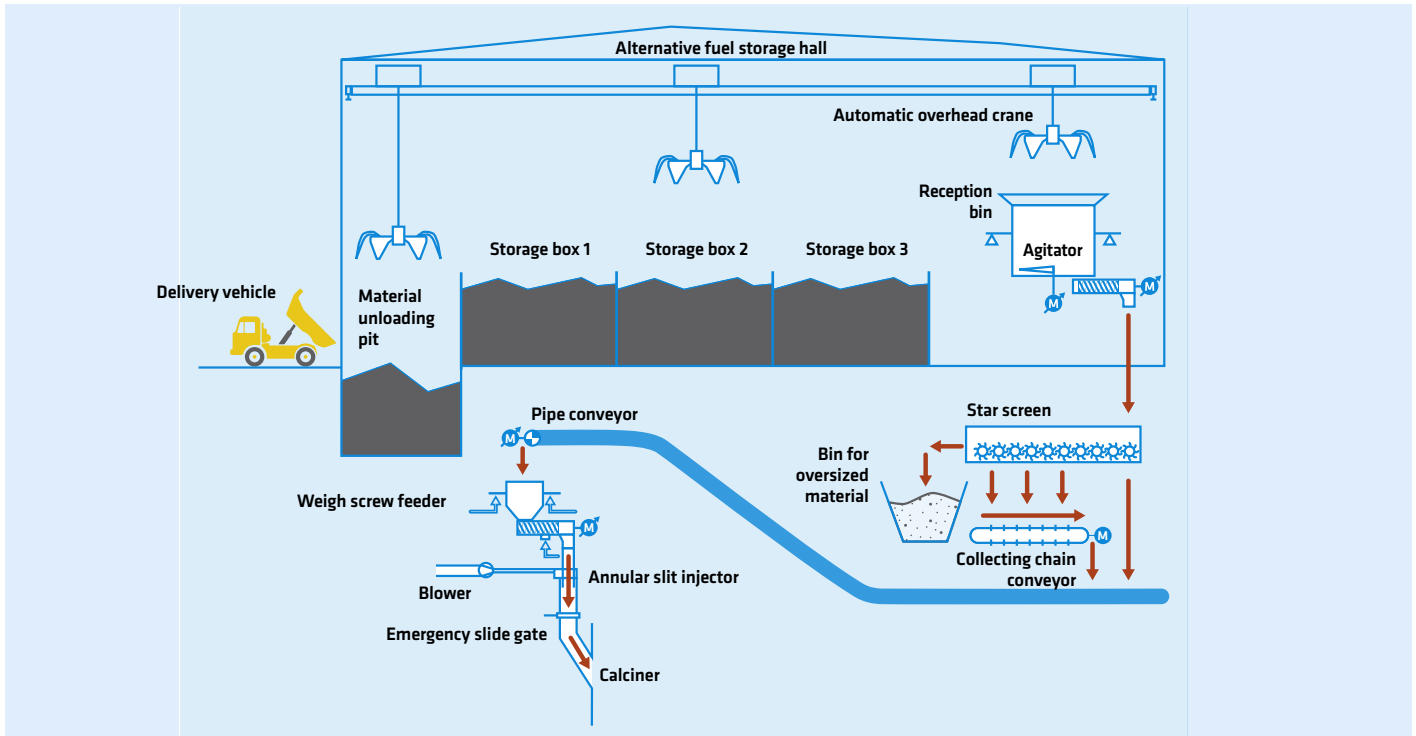 Alternative fuel storage hall
Automatic overhead crane
Reception
bin
Agitator
Storage box 1
Storage box 2
Storage box 3
Delivery vehicle
Material
unloading
pit
M
M
Star screen
Pipe conveyor
M
Bin for
oversized
material
Weigh screw feeder
M
M
Collecting chain
conveyor
Annular slit injector
Blower
Emergency slide gate
Calciner